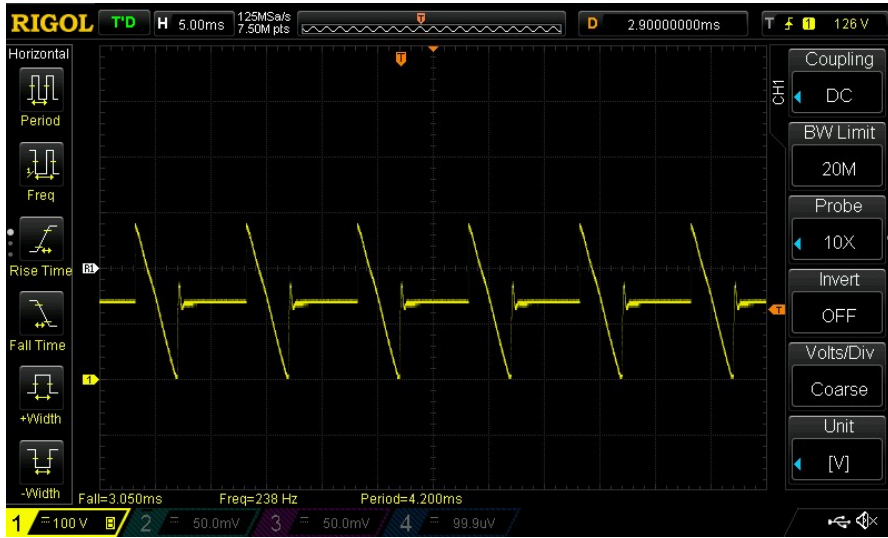 RIGOL T'D H 5.00ms 125MSa/s
7.50M pts
T
D 2.90000000ms T 1 126 V
Horizontal
Period
Freq
Rise Time
Fall Time
+Width
-Width
T
R1
1
T
CH1
Coupling
DC
BW Limit
20M
Probe
10X
Invert
OFF
Volts/Div
Coarse
Unit
[V]
Fall=3.050ms Freq=238 Hz Period=4.200ms
1 = 100 V B 2 = 50.0mV 3 = 50.0mV 4 = 99.9uV